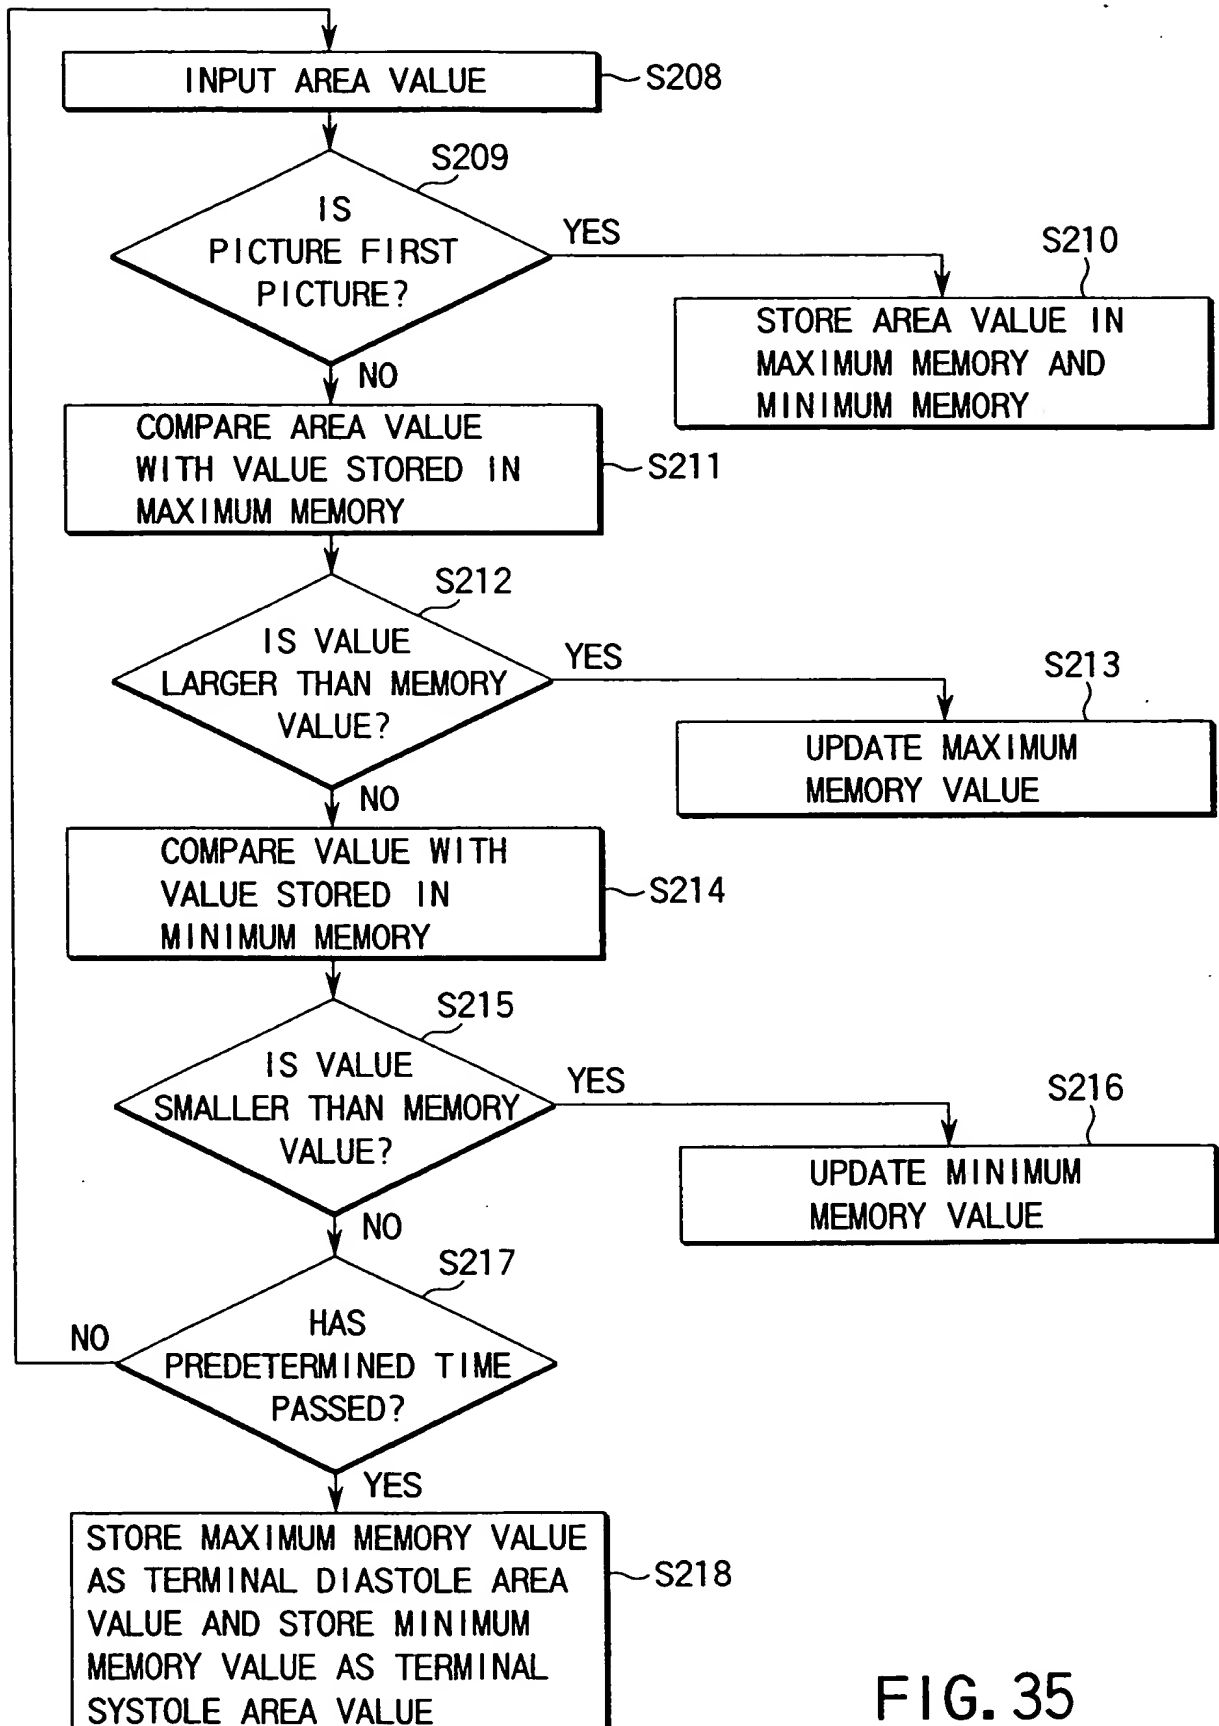 INPUT AREA VALUE
S208
S209
IS
PICTURE FIRST
PICTURE?
YES
S210
STORE AREA VALUE IN
MAXIMUM MEMORY AND
MINIMUM MEMORY
NO
COMPARE AREA VALUE
WITH VALUE STORED IN
MAXIMUM MEMORY
S211
S212
IS VALUE
LARGER THAN MEMORY
VALUE?
YES
S213
UPDATE MAXIMUM
MEMORY VALUE
NO
COMPARE VALUE WITH
VALUE STORED IN
MINIMUM MEMORY
S214
S215
IS VALUE
SMALLER THAN MEMORY
VALUE?
YES
S216
UPDATE MINIMUM
MEMORY VALUE
NO
S217
HAS
PREDETERMINED TIME
PASSED?
NO
YES
STORE MAXIMUM MEMORY VALUE
AS TERMINAL DIASTOLE AREA
VALUE AND STORE MINIMUM
MEMORY VALUE AS TERMINAL
SYSTOLE AREA VALUE
S218
FIG. 35